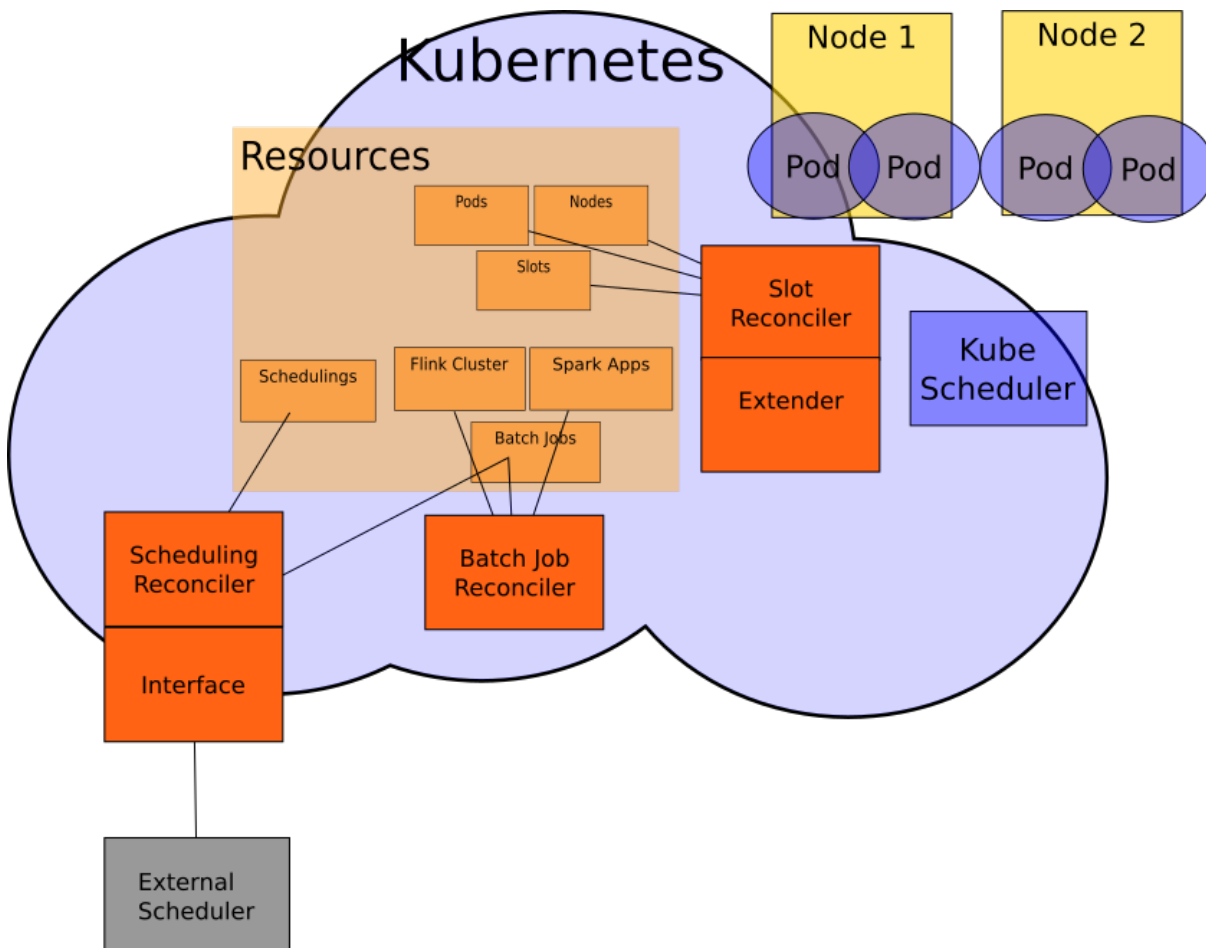 Kubernetes
Node 1
Node 2
Pod
Pod
Pod
Pod
Resources
Pods
Nodes
Slots
Slot
Reconciler
Extender
Kube
Scheduler
Schedulings
Flink Cluster
Spark Apps
Batch Jobs
Scheduling
Reconciler
Interface
Batch Job
Reconciler
External
Scheduler